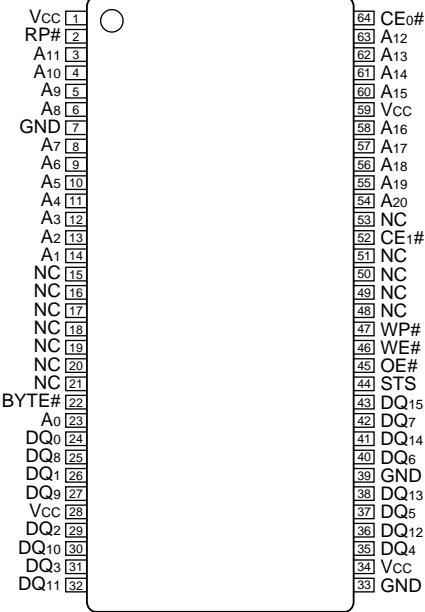 VCC 1
RP# 2
A11 3
A10 4
A9 5
A8 6
GND 7
A7 8
A6 9
A5 10
A4 11
A3 12
A2 13
A1 14
NC 15
NC 16
NC 17
NC 18
NC 19
NC 20
NC 21
BYTE# 22
A0 23
DQ0 24
DQ8 25
DQ1 26
DQ9 27
VCC 28
DQ2 29
DQ10 30
DQ3 31
DQ11 32
64 CE0#
63 A12
62 A13
61 A14
60 A15
59 VCC
58 A16
57 A17
56 A18
55 A19
54 A20
53 NC
52 CE1#
51 NC
50 NC
49 NC
48 NC
47 WP#
46 WE#
45 OE#
44 STS
43 DQ15
42 DQ7
41 DQ14
40 DQ6
39 GND
38 DQ13
37 DQ5
36 DQ12
35 DQ4
34 VCC
33 GND